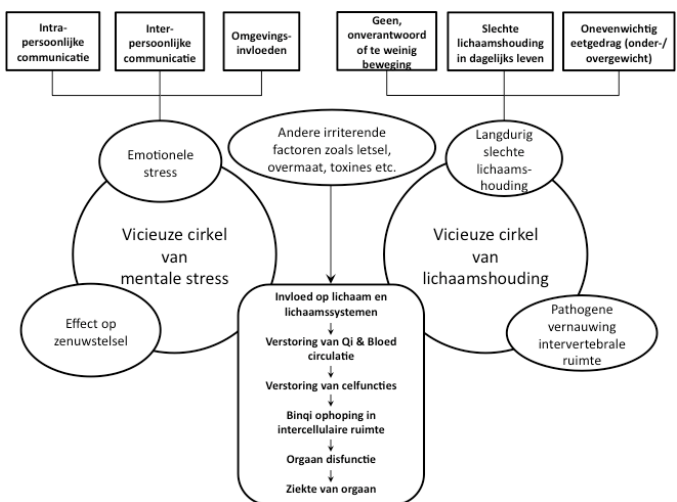 Intra-
persoonlijke
communicatie
Inter-
persoonlijke
communicatie
Omgevings-
invloeden
Geen,
onverantwoord
of te weinig
beweging
Slechte
lichaamshouding
in dagelijks leven
Onevenwichtig
eetgedrag (onder-/
overgewicht)
Emotionele
stress
Andere irriterende
factoren zoals letsel,
overmaat, toxines etc.
Langdurig
slechte
lichaams-
houding
Vicieuze cirkel
van
mentale stress
Vicieuze cirkel
van
lichaamshouding
Effect op
zenuwstelsel
Pathogene
vernauwing
intervertebrale
ruimte
Invloed op lichaam en
lichaamssystemen
Verstoring van Qi & Bloed
circulatie
Verstoring van celfuncties
Binqi ophoping in
intercellulaire ruimte
Orgaan disfunctie
Ziekte van orgaan